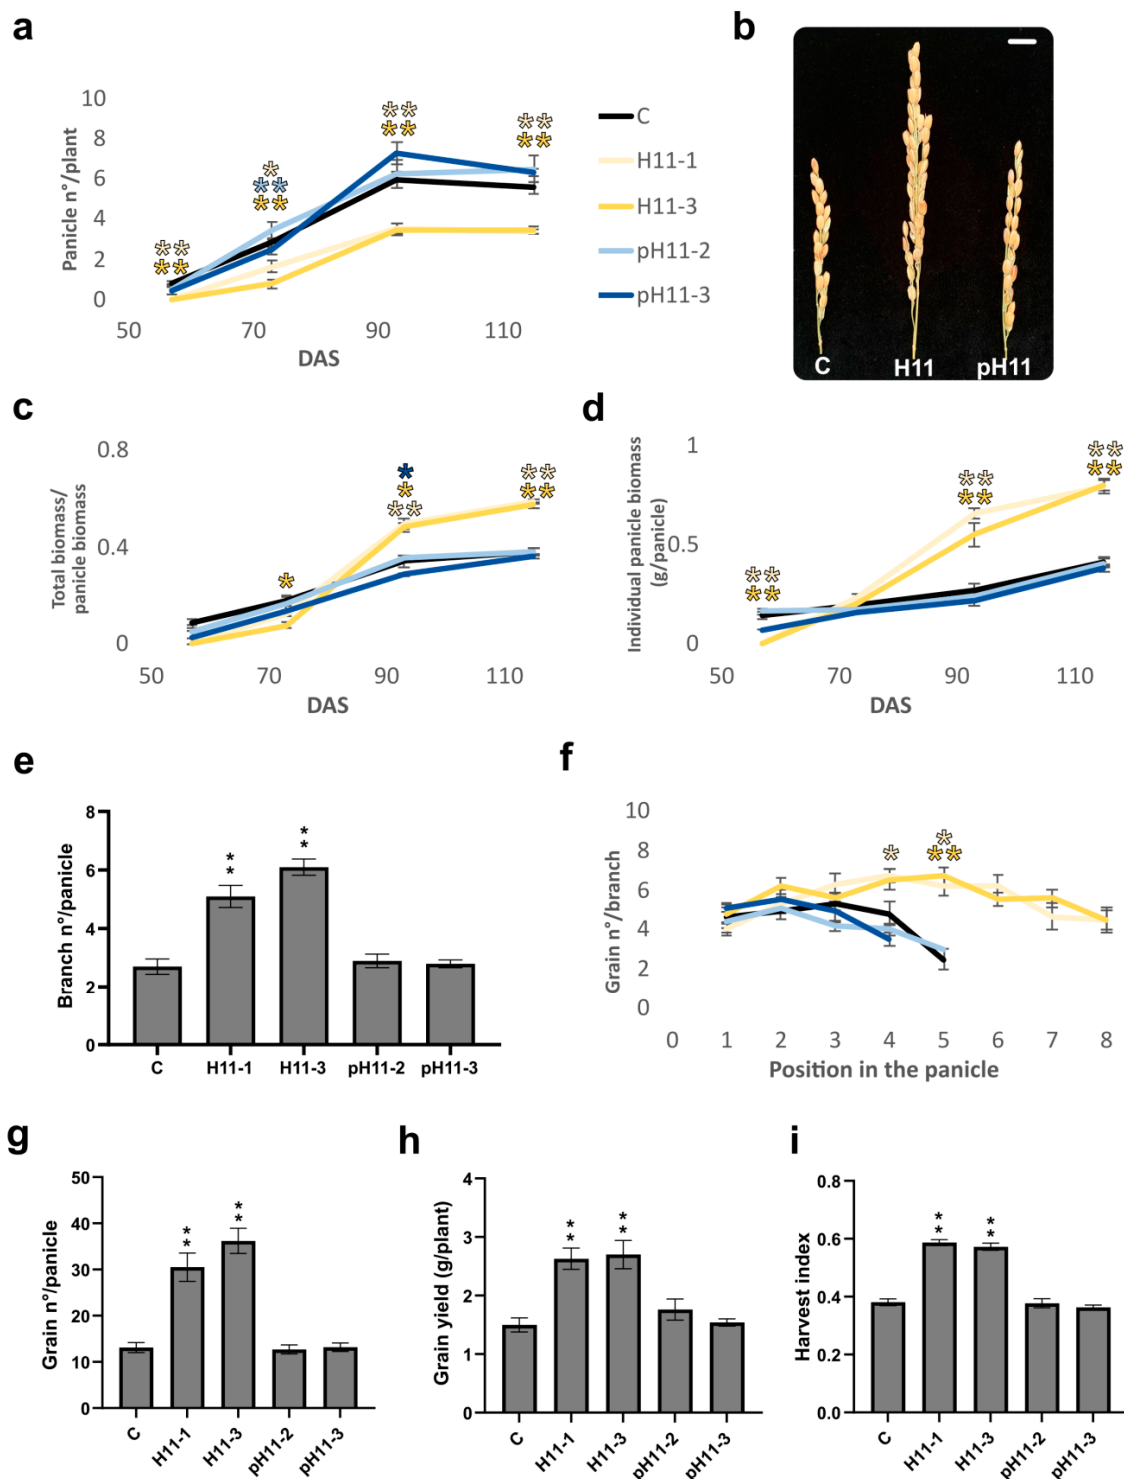 a
Panicle n°/plant
10
8
6
4
2
0
50 70 90 110
DAS
** ** * ** ** ** ** ** **
C
H11-1
H11-3
pH11-2
pH11-3
b
C H11 pH11
c
Total biomass/
panicle biomass
0.8
0.4
0
50 70 90 110
DAS
* * * ** ** **
d
Individual panicle biomass
(g/panicle)
1
0.5
0
50 70 90 110
DAS
** ** ** ** ** **
e
Branch n°/panicle
8
6
4
2
0
** **
C H11-1 H11-3 pH11-2 pH11-3
f
Grain n°/branch
10
8
6
4
2
0
0 1 2 3 4 5 6 7 8
Position in the panicle
* * **
g
Grain n°/panicle
50
40
30
20
10
0
** **
C H11-1 H11-3 pH11-2 pH11-3
h
Grain yield (g/plant)
4
3
2
1
0
** **
C H11-1 H11-3 pH11-2 pH11-3
i
Harvest index
0.8
0.6
0.4
0.2
0.0
** **
C H11-1 H11-3 pH11-2 pH11-3